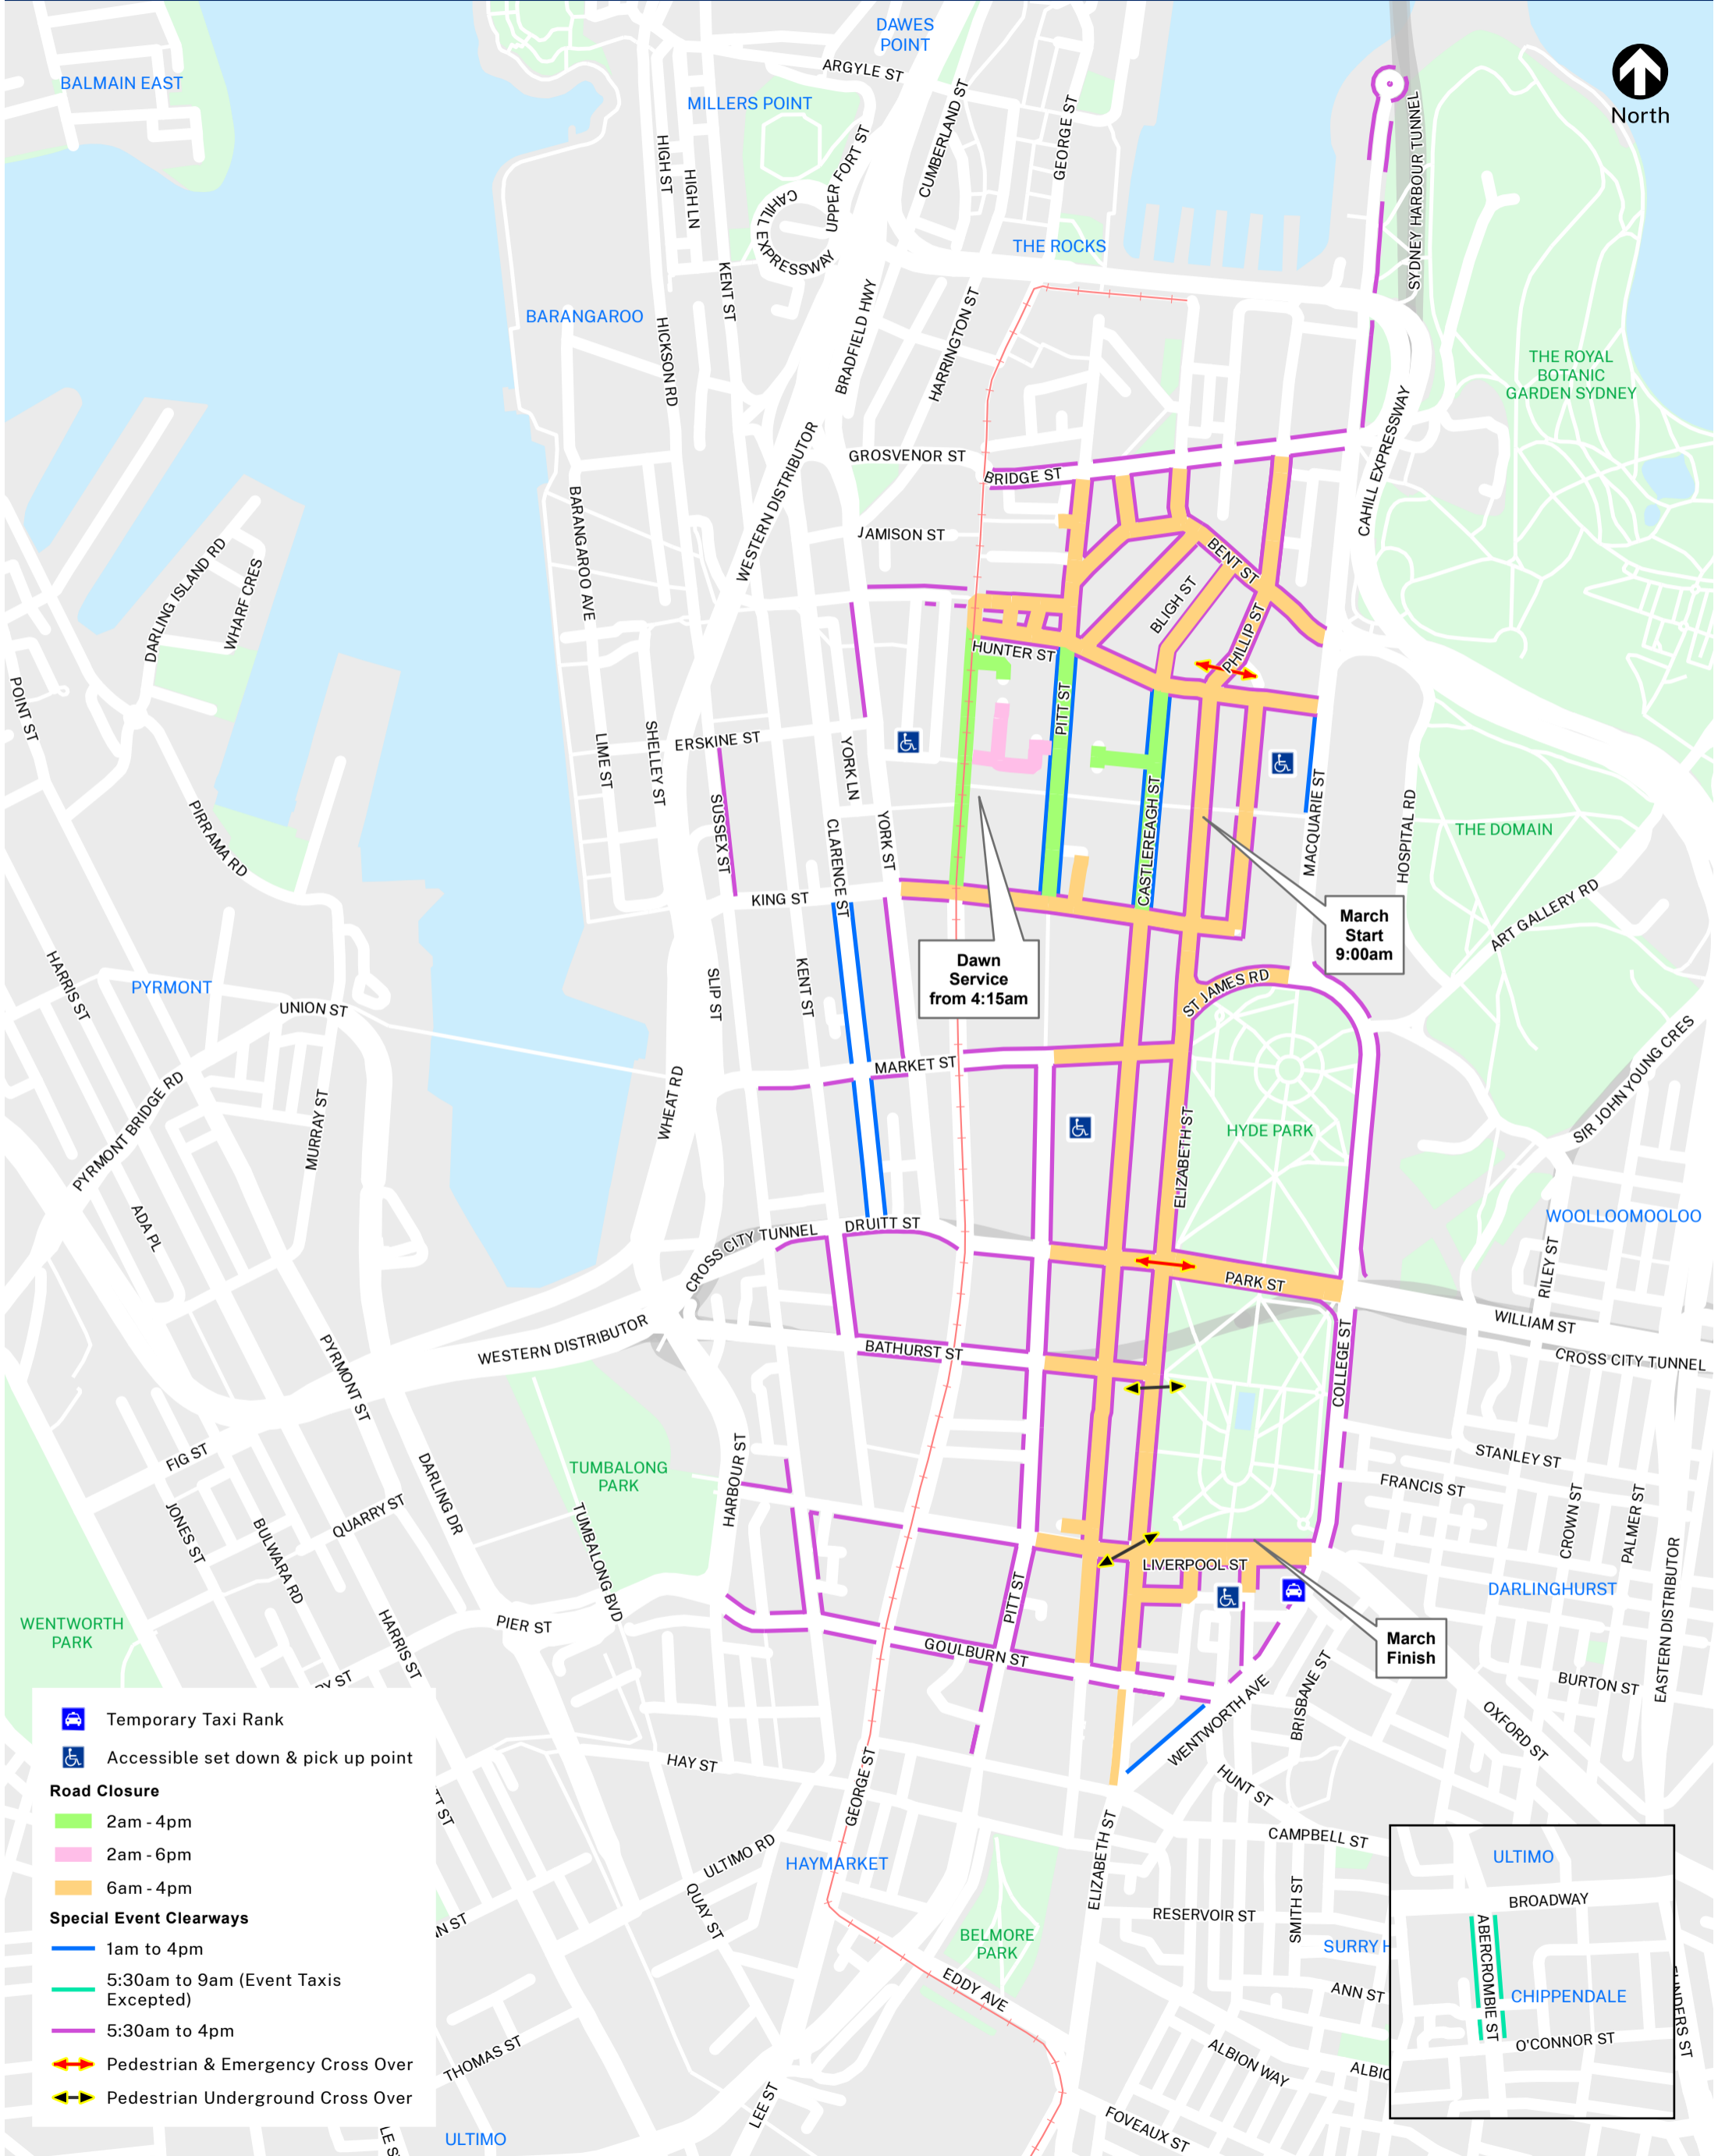 DAWES
POINT
BALMAIN EAST
ARGYLE ST
MILLERS POINT
North
HIGH ST
HIGH LN
UPPER FORT ST
CUMBERLAND ST
GEORGE ST
SYDNEY HARBOUR TUNNEL
CAHILL EXPRESSWAY
THE ROCKS
KENT ST
BARANGAROO
HICKSON RD
BRADFIELD HWY
HARRINGTON ST
THE ROYAL
BOTANIC
GARDEN SYDNEY
CAHILL EXPRESSWAY
WESTERN DISTRIBUTOR
GROSVENOR ST
BRIDGE ST
JAMISON ST
BARANGAROO AVE
DARLING ISLAND RD
WHARF CRES
BENT ST
BLIGH ST
PHILLIP ST
HUNTER ST
POINT ST
PITT ST
ERSKINE ST
LIME ST
SHELLEY ST
SUSSEX ST
YORK LN
YORK ST
CLARENCE ST
CASTLEREAGH ST
MACQUARIE ST
HOSPITAL RD
THE DOMAIN
PIRRAMA RD
KING ST
ART GALLERY RD
March
Start
9:00am
Dawn
Service
from 4:15am
HARRIS ST
PYRMONT
UNION ST
SLIP ST
KENT ST
ST JAMES RD
MARKET ST
SIR JOHN YOUNG CRES
WHEAT RD
PYRMONT BRIDGE RD
MURRAY ST
HYDE PARK
ELIZABETH ST
ADA PL
WOOLLOOMOOLOO
CROSS CITY TUNNEL
DRUITT ST
RILEY ST
PARK ST
WILLIAM ST
WESTERN DISTRIBUTOR
BATHURST ST
CROSS CITY TUNNEL
COLLEGE ST
PYRMONT ST
FIG ST
DARLING DR
TUMBALONG
PARK
HARBOUR ST
STANLEY ST
FRANCIS ST
CROWN ST
PALMER ST
JONES ST
QUARRY ST
BULWARA RD
TUMBALONG BVD
LIVERPOOL ST
DARLINGHURST
EASTERN DISTRIBUTOR
PITT ST
WENTWORTH
PARK
HARRIS ST
PIER ST
GOULBURN ST
March
Finish
BURTON ST
BRISBANE ST
WENTWORTH AVE
OXFORD ST
RY ST
HAY ST
GEORGE ST
HUNT ST
CAMPBELL ST
Temporary Taxi Rank
Accessible set down & pick up point
Road Closure
2am - 4pm
2am - 6pm
6am - 4pm
Special Event Clearways
1am to 4pm
5:30am to 9am (Event Taxis
Excepted)
5:30am to 4pm
Pedestrian & Emergency Cross Over
Pedestrian Underground Cross Over
TT ST
ULTIMO RD
HAYMARKET
ELIZABETH ST
QUAY ST
RESERVOIR ST
SMITH ST
BELMORE
PARK
SURRY H
EDDY AVE
ANN ST
ULTIMO
BROADWAY
ABERCROMBIE ST
CHIPPENDALE
O'CONNOR ST
THOMAS ST
ALBION WAY
ALBIO
LEE ST
FOVEAUX ST
ULTIMO